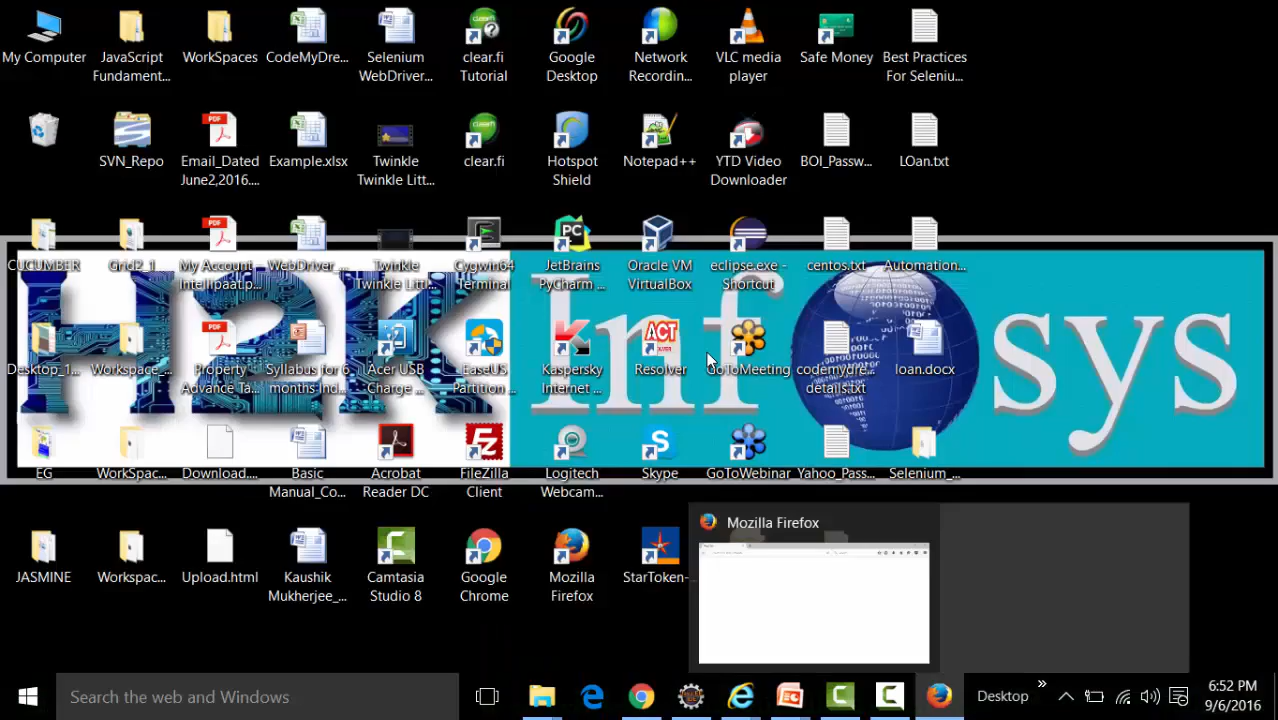 My Computer
JavaScript
Fundament...
WorkSpaces
CodeMyDre...
Selenium
WebDriver...
clear.fi
Tutorial
Google
Desktop
Network
Recordin...
VLC media
player
Safe Money
Best Practices
For Seleniu...
SVN_Repo
Email_Dated
June2,2016....
Example.xlsx
Twinkle
Twinkle Litt...
clear.fi
Hotspot
Shield
Notepad++
YTD Video
Downloader
BOI_Passw...
LOan.txt
CUCUMBER
Grid2_1
My Account
Intellipaatip...
WebDriver_...
Twinkle
Twinkle Littl...
Cygwin64
Terminal
JetBrains
PyCharm ...
Oracle VM
VirtualBox
eclipse.exe -
Shortcut
centos.txt
Automation...
HBK Infosys
Desktop_1...
Workspace_...
Property
Advance Ta...
Syllabus for 6
months Ind...
Acer USB
Charge ...
EaseUS
Partition ...
Kaspersky
Internet ...
Resolver
GoToMeeting
codemydre...
details.txt
loan.docx
EG
WorkSpac...
Download....
Basic
Manual_Co...
Acrobat
Reader DC
FileZilla
Client
Logitech
Webcam...
Skype
GoToWebinar
Yahoo_Pass...
Selenium_...
JASMINE
Workspac...
Upload.html
Kaushik
Mukherjee_...
Camtasia
Studio 8
Google
Chrome
Mozilla
Firefox
StarToken-
Mozilla Firefox
Search the web and Windows
Desktop
6:52 PM
9/6/2016